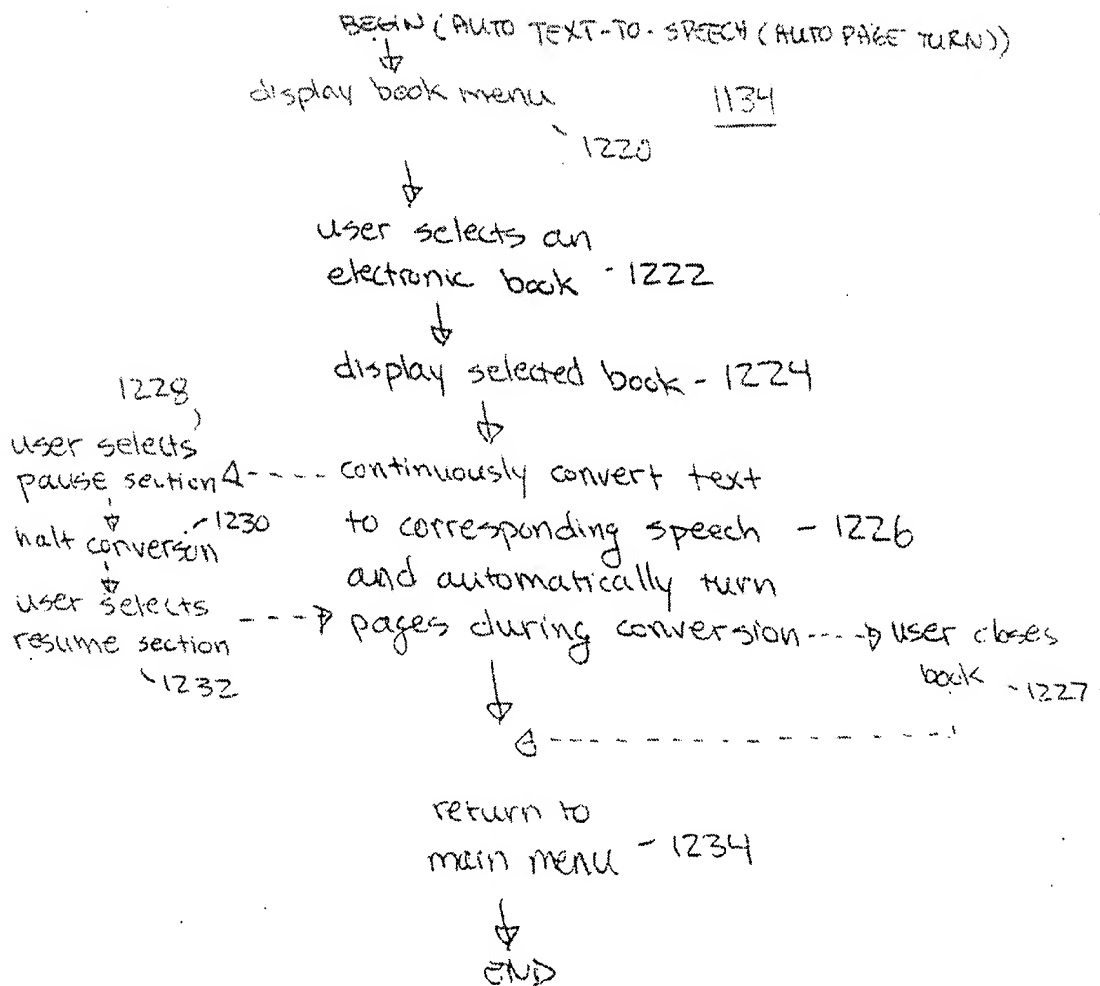 BEGIN (AUTO TEXT-TO-SPEECH (AUTO PAGE TURN))
display book menu
1134
1220
user selects an
electronic book - 1222
display selected book - 1224
1228
user selects
pause section
continuously convert text
to corresponding speech - 1226
and automatically turn
pages during conversion
1230
halt conversion
user selects
resume section
1232
user closes
book - 1227
return to
main menu - 1234
END